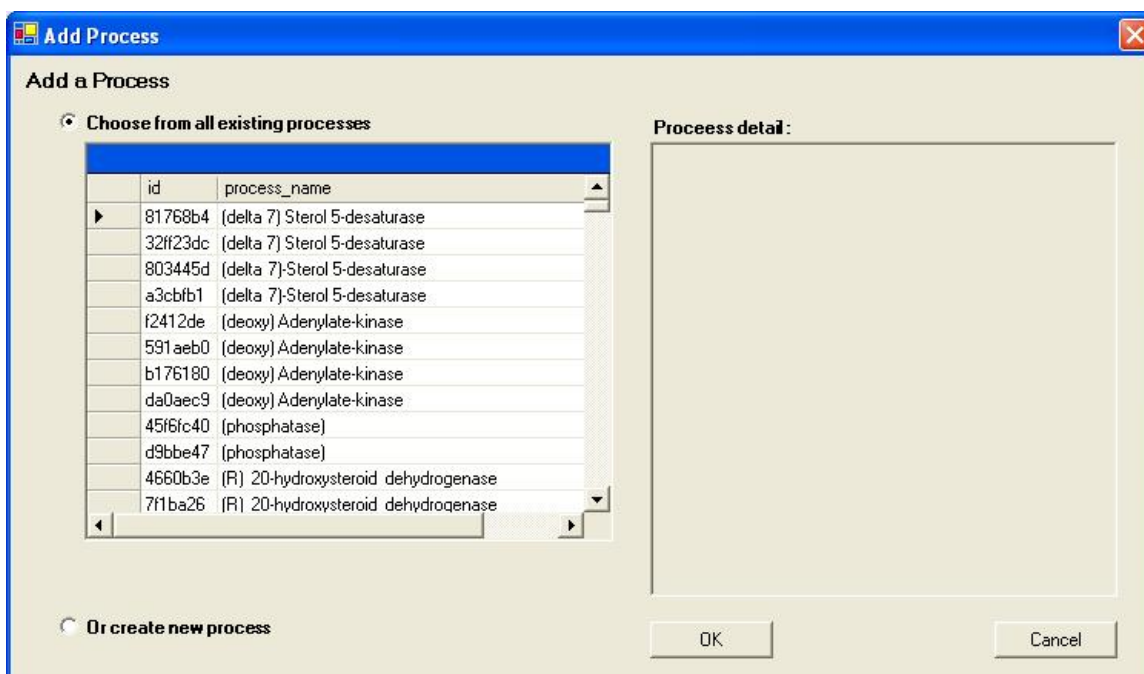 Add Process
Add a Process
Choose from all existing processes
Proceess detail :
id process_name
81768b4 (delta 7) Sterol 5-desaturase
32ff23dc (delta 7) Sterol 5-desaturase
803445d (delta 7)-Sterol 5-desaturase
a3cbfb1 (delta 7)-Sterol 5-desaturase
f2412de (deoxy) Adenylate-kinase
591aeb0 (deoxy) Adenylate-kinase
b176180 (deoxy) Adenylate-kinase
da0aec9 (deoxy) Adenylate-kinase
45f6fc40 (phosphatase)
d9bbe47 (phosphatase)
4660b3e (R) 20-hydroxysteroid dehydrogenase
7f1ba26 (R) 20-hydroxysteroid dehydrogenase
Or create new process
OK
Cancel